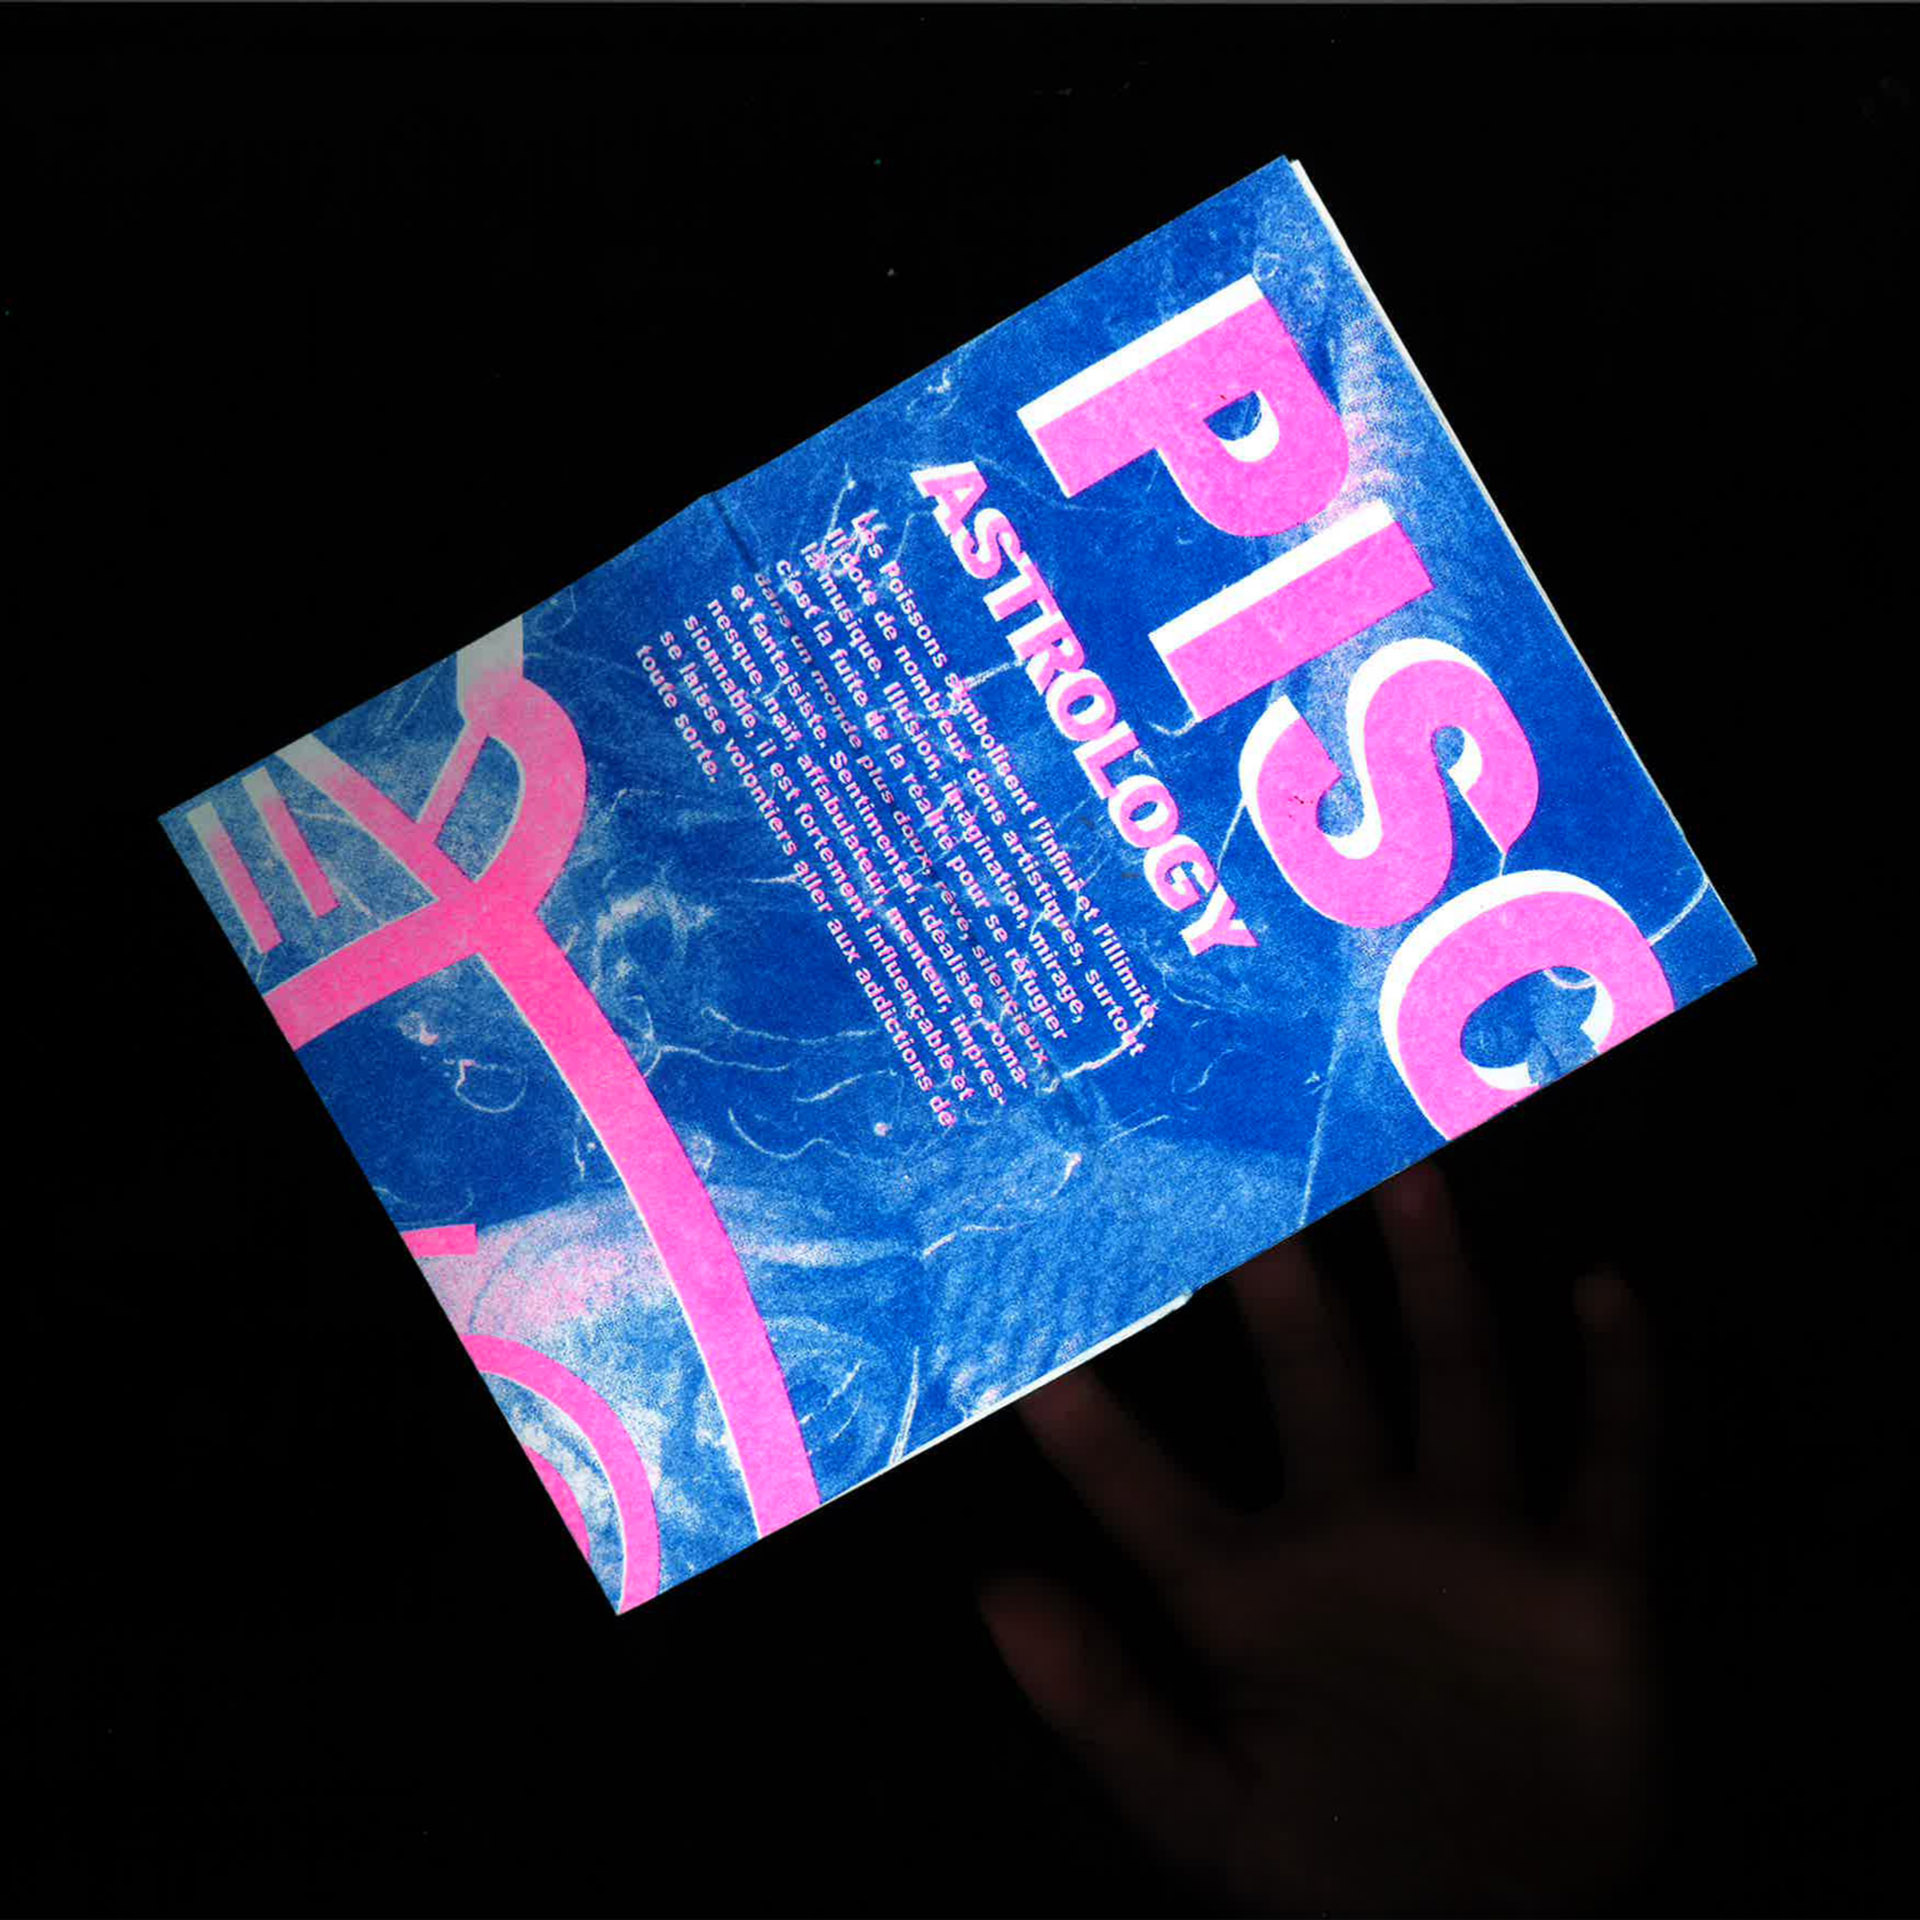 PISC
ASTROLOGY
Les Poissons symbolisent l'infini et l'illimité.
Il dote de nombreux dons artistiques, surtout
la musique. Illusion, imagination, mirage,
c'est la fuite de la réalité pour se réfugier
dans un monde plus doux, rêve, silencieux
et fantaisiste. Sentimental, idéaliste, roma-
nesque, naïf, affabulateur, menteur, impres-
sionnable, il est fortement influençable et
se laisse volontiers aller aux addictions de
toute sorte.